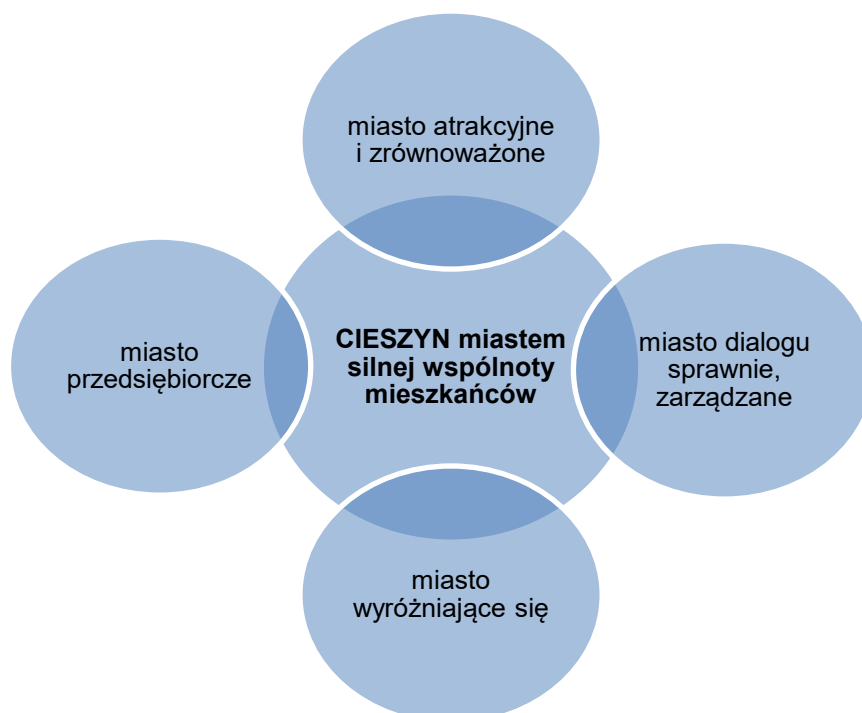 miasto atrakcyjne
i zrównoważone
miasto
przedsiębiorcze
CIESZYN miastem
silnej wspólnoty
mieszkańców
miasto dialogu
sprawnie,
zarządzane
miasto
wyróżniające się